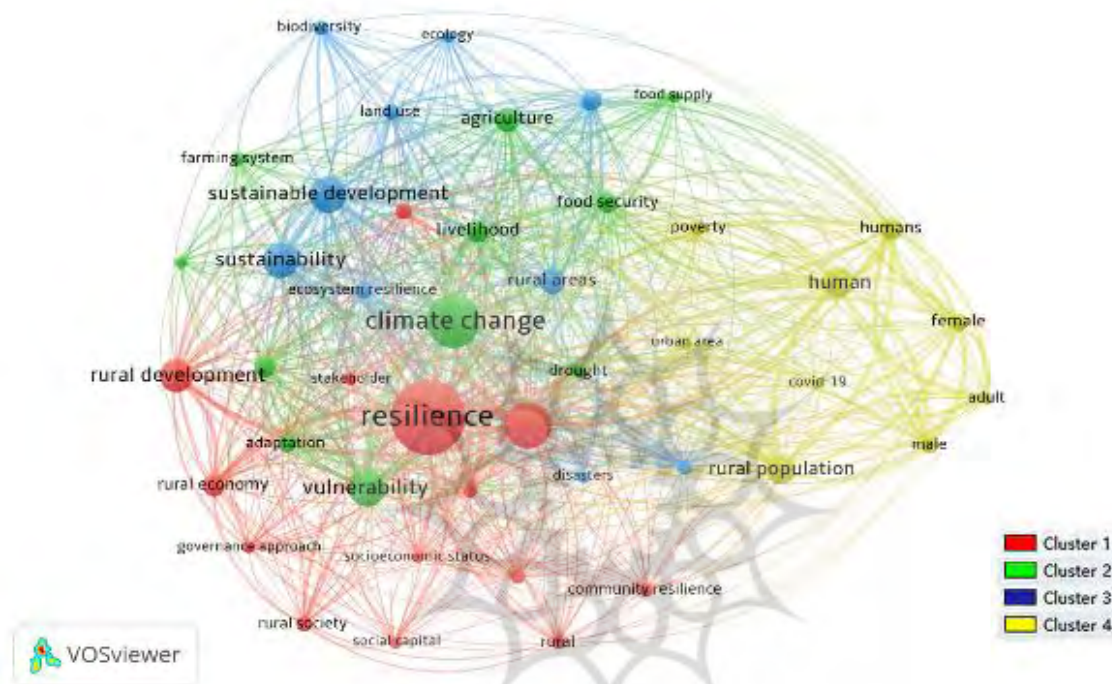 biodiversity
ecology
food supply
land use
agriculture
farming system
sustainable development
food security
livelihood
poverty
humans
sustainability
rural areas
human
ecosystem resilience
climate change
female
urban area
rural development
stakeholder
drought
covid-19
adult
resilience
adaptation
male
rural population
disasters
rural economy
vulnerability
governance approach
socioeconomic status
community resilience
rural society
social capital
rural
Cluster 1
Cluster 2
Cluster 3
Cluster 4
VOSviewer